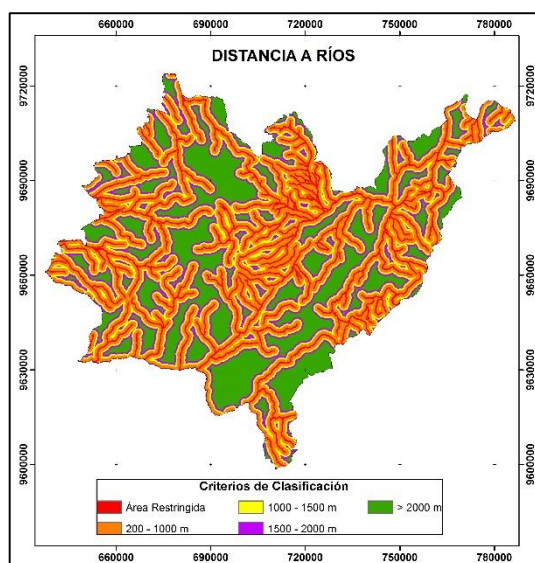 660000 690000 720000 750000 780000
DISTANCIA A RÍOS
9720000 9720000
9690000 9690000
9660000 9660000
9630000 9630000
9600000 9600000
Criterios de Clasificación
Área Restringida 1000 - 1500 m > 2000 m
200 - 1000 m 1500 - 2000 m
660000 690000 720000 750000 780000